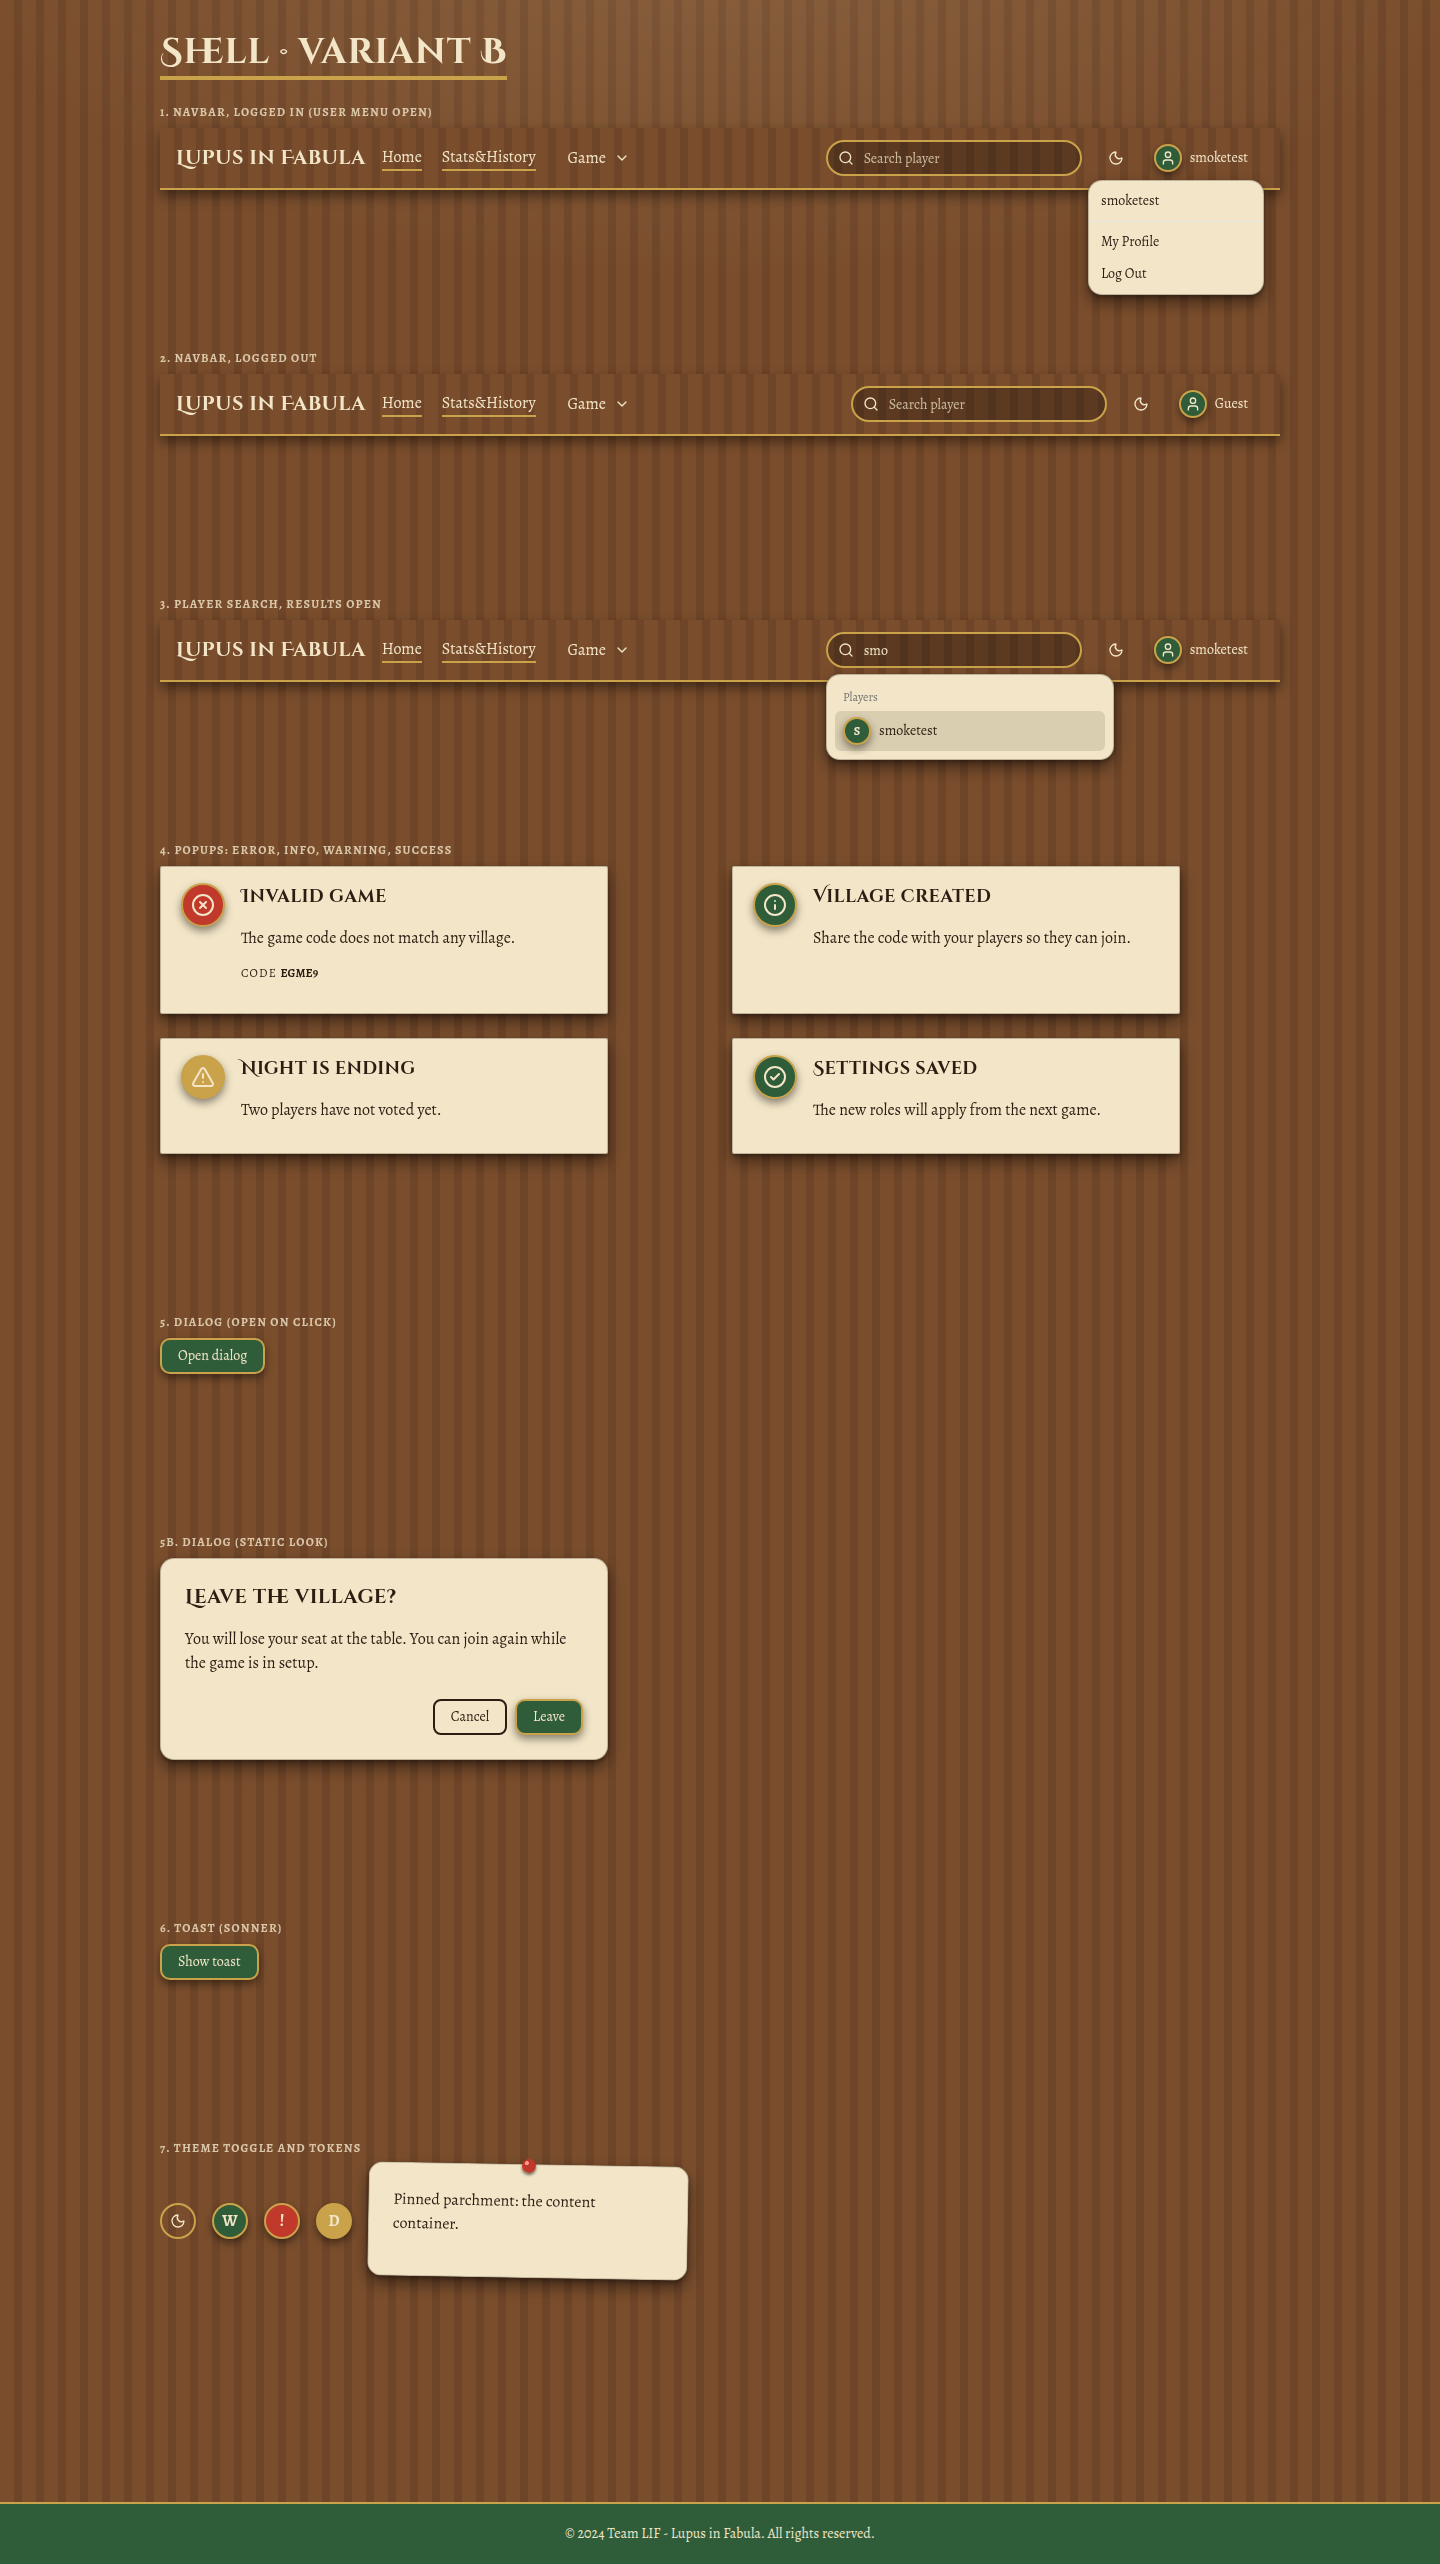 SHELL · VARIANT B
1. NAVBAR, LOGGED IN (USER MENU OPEN)
LUPUS IN FABULA Home Stats&History Game Search player smoketest
smoketest
My Profile
Log Out
2. NAVBAR, LOGGED OUT
LUPUS IN FABULA Home Stats&History Game Search player Guest
3. PLAYER SEARCH, RESULTS OPEN
LUPUS IN FABULA Home Stats&History Game smo smoketest
Players
S smoketest
4. POPUPS: ERROR, INFO, WARNING, SUCCESS
INVALID GAME
The game code does not match any village.
CODE EGME9
VILLAGE CREATED
Share the code with your players so they can join.
NIGHT IS ENDING
Two players have not voted yet.
SETTINGS SAVED
The new roles will apply from the next game.
5. DIALOG (OPEN ON CLICK)
Open dialog
5B. DIALOG (STATIC LOOK)
LEAVE THE VILLAGE?
You will lose your seat at the table. You can join again while
the game is in setup.
Cancel Leave
6. TOAST (SONNER)
Show toast
7. THEME TOGGLE AND TOKENS
W ! D
Pinned parchment: the content
container.
© 2024 Team LIF - Lupus in Fabula. All rights reserved.